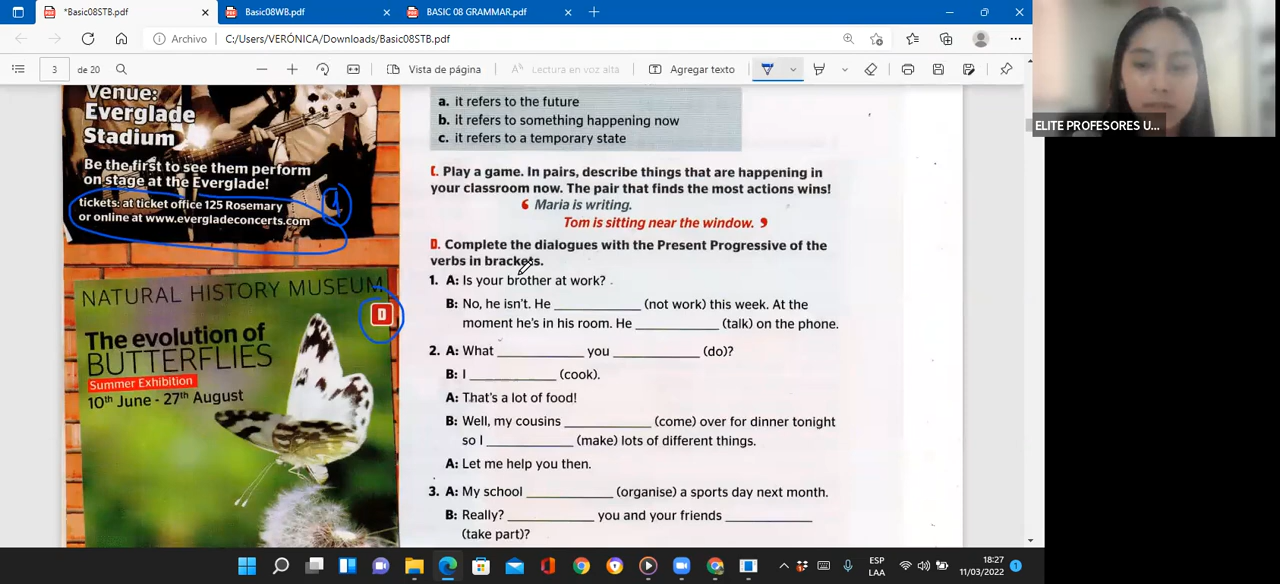 *Basic08STB.pdf
Basic08WB.pdf
BASIC 08 GRAMMAR.pdf
Archivo
C:/Users/VERÓNICA/Downloads/Basic08STB.pdf
3
de 20
Vista de página
Lectura en voz alta
Agregar texto
ELITE PROFESORES U...
Venue:
Everglade
Stadium
Be the first to see them perform
on stage at the Everglade!
tickets: at ticket office 125 Rosemary
or online at www.evergladeconcerts.com
NATURAL HISTORY MUSEUM
D
The evolution of
BUTTERFLIES
Summer Exhibition
10th June - 27th August
a. it refers to the future
b. it refers to something happening now
c. it refers to a temporary state
C. Play a game. In pairs, describe things that are happening in
your classroom now. The pair that finds the most actions wins!
Maria is writing.
Tom is sitting near the window.
D. Complete the dialogues with the Present Progressive of the
verbs in brackets.
1. A: Is your brother at work?
B: No, he isn't. He ____________ (not work) this week. At the
moment he's in his room. He ____________ (talk) on the phone.
2. A: What ____________ you ____________ (do)?
B: I ____________ (cook).
A: That's a lot of food!
B: Well, my cousins ____________ (come) over for dinner tonight
so I ____________ (make) lots of different things.
A: Let me help you then.
3. A: My school ____________ (organise) a sports day next month.
B: Really? ____________ you and your friends ____________
(take part)?
ESP
LAA
18:27
11/03/2022
1